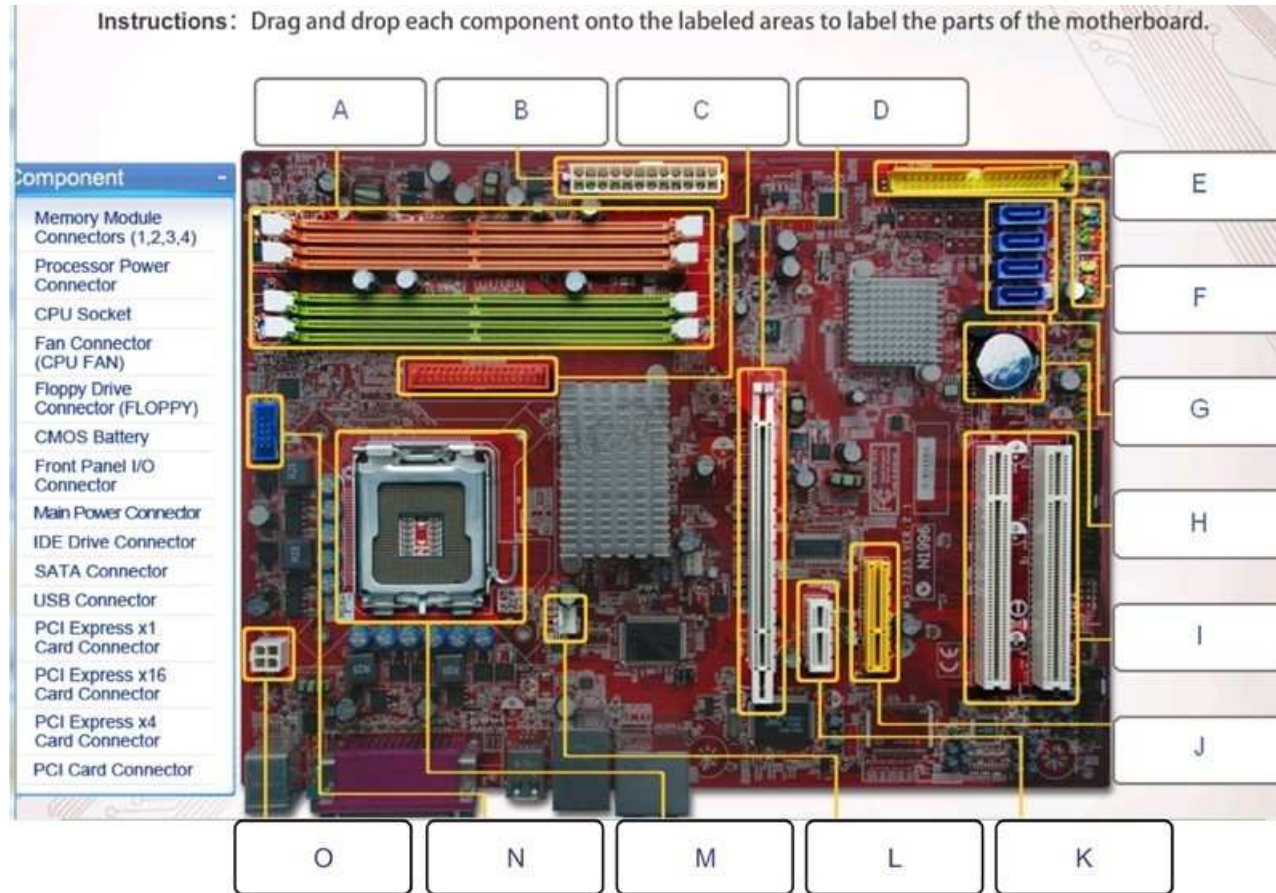 Instructions: Drag and drop each component onto the labeled areas to label the parts of the motherboard.
A
B
C
D
Component -
Memory Module
Connectors (1,2,3,4)
Processor Power
Connector
CPU Socket
Fan Connector
(CPU FAN)
Floppy Drive
Connector (FLOPPY)
CMOS Battery
Front Panel I/O
Connector
Main Power Connector
IDE Drive Connector
SATA Connector
USB Connector
PCI Express x1
Card Connector
PCI Express x16
Card Connector
PCI Express x4
Card Connector
PCI Card Connector
E
F
G
H
I
J
N1996
CE
O
N
M
L
K